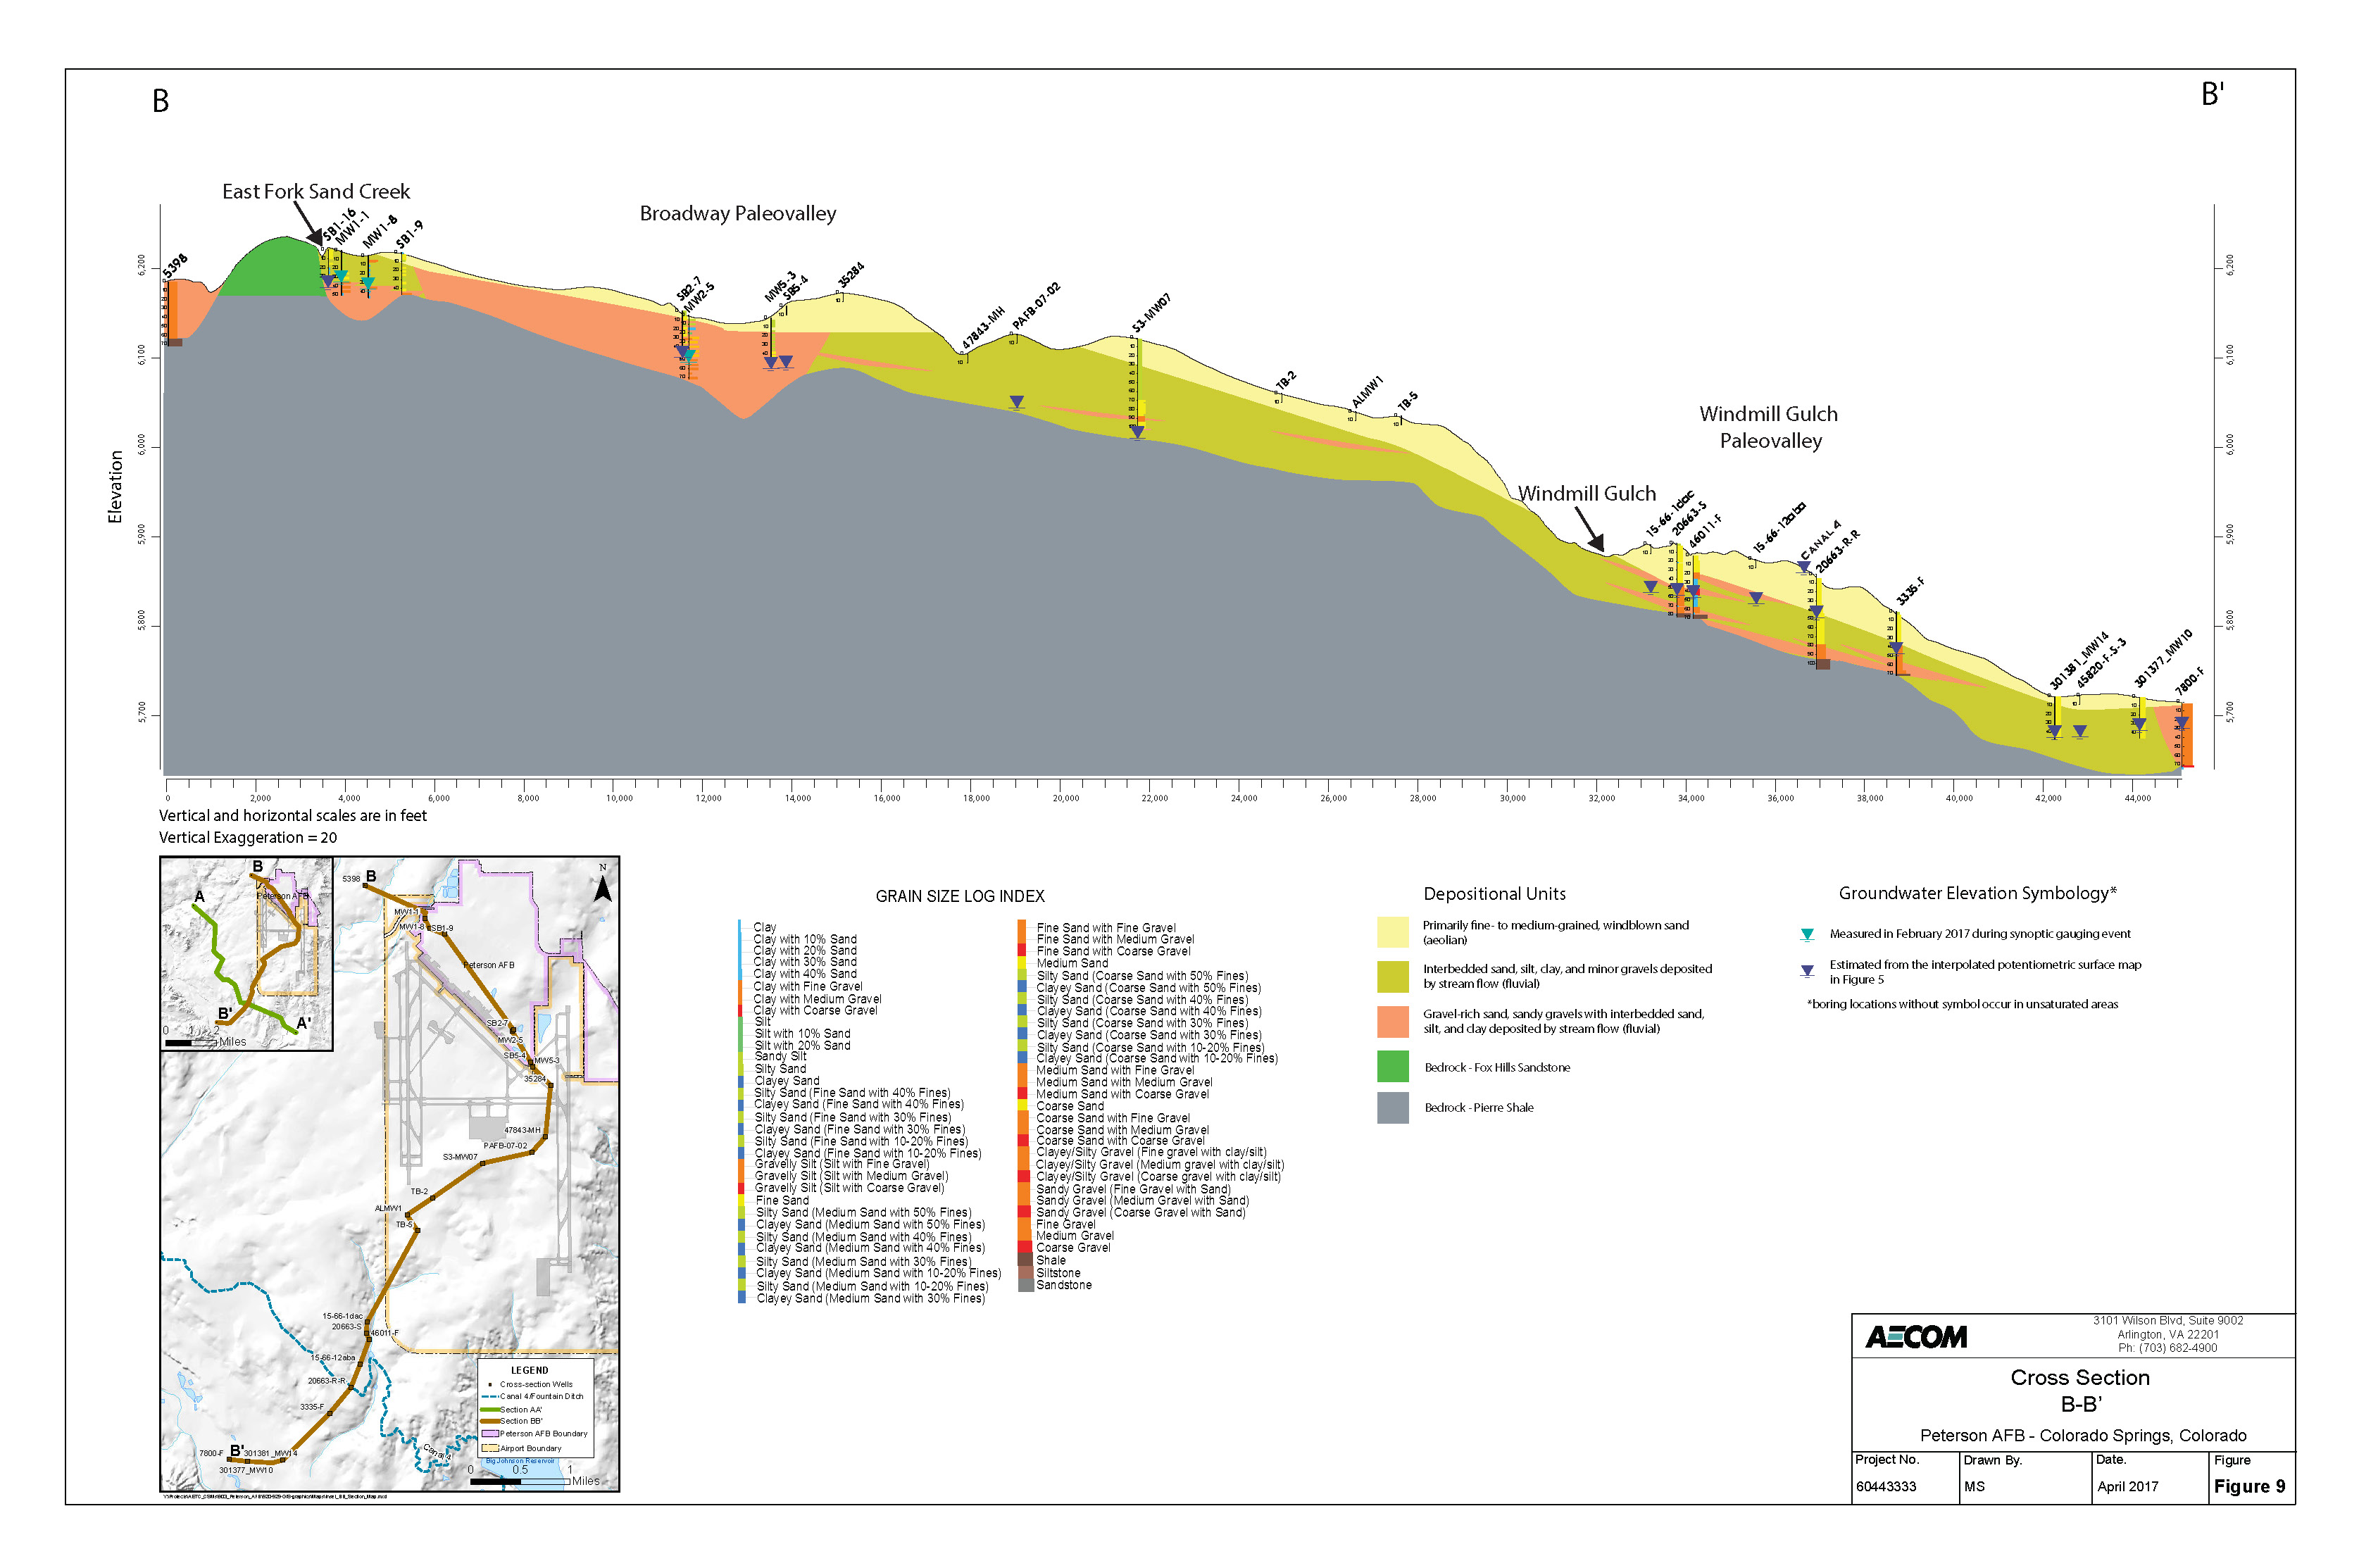 B
B'
East Fork Sand Creek
Broadway Paleovalley
Windmill Gulch
Paleovalley
Windmill Gulch
5398
SB1-16
MW1-1
MW1-8
SB1-9
SB2-7
MW2-5
MW5-3
SB5-4
35284
47843-MH
PAFB-07-02
S3-MW07
TB-2
ALMW1
TB-5
15-66-1dac
20663-S
46011-F
15-66-12aba
CANAL 4
20663-R-R
3335-F
301381_MW14
45820-F-S-3
301377_MW10
7800-F
Elevation
6,200
6,100
6,000
5,900
5,800
5,700
6,200
6,100
6,000
5,900
5,800
5,700
0 2,000 4,000 6,000 8,000 10,000 12,000 14,000 16,000 18,000 20,000 22,000 24,000 26,000 28,000 30,000 32,000 34,000 36,000 38,000 40,000 42,000 44,000
Vertical and horizontal scales are in feet
Vertical Exaggeration = 20
B
A
Peterson AFB
B'
A'
0 1 2
Miles
5398 B
N
MW1-1
MW1-8
SB1-9
Peterson AFB
SB2-7
MW2-5
SB5-4
MW5-3
35284
47843-MH
PAFB-07-02
S3-MW07
TB-2
ALMW1
TB-5
15-66-1dac
20663-S
46011-F
15-66-12aba
20663-R-R
3335-F
7800-F B' 301381_MW14
301377_MW10
Canal 4
Big Johnson Reservoir
LEGEND
Cross-section Wells
Canal 4/Fountain Ditch
Section AA'
Section BB'
Peterson AFB Boundary
Airport Boundary
0 0.5 1
Miles
GRAIN SIZE LOG INDEX
Clay
Clay with 10% Sand
Clay with 20% Sand
Clay with 30% Sand
Clay with 40% Sand
Clay with Fine Gravel
Clay with Medium Gravel
Clay with Coarse Gravel
Silt
Silt with 10% Sand
Silt with 20% Sand
Sandy Silt
Silty Sand
Clayey Sand
Silty Sand (Fine Sand with 40% Fines)
Clayey Sand (Fine Sand with 40% Fines)
Silty Sand (Fine Sand with 30% Fines)
Clayey Sand (Fine Sand with 30% Fines)
Silty Sand (Fine Sand with 10-20% Fines)
Clayey Sand (Fine Sand with 10-20% Fines)
Gravelly Silt (Silt with Fine Gravel)
Gravelly Silt (Silt with Medium Gravel)
Gravelly Silt (Silt with Coarse Gravel)
Fine Sand
Silty Sand (Medium Sand with 50% Fines)
Clayey Sand (Medium Sand with 50% Fines)
Silty Sand (Medium Sand with 40% Fines)
Clayey Sand (Medium Sand with 40% Fines)
Silty Sand (Medium Sand with 30% Fines)
Clayey Sand (Medium Sand with 10-20% Fines)
Silty Sand (Medium Sand with 10-20% Fines)
Clayey Sand (Medium Sand with 30% Fines)
Fine Sand with Fine Gravel
Fine Sand with Medium Gravel
Fine Sand with Coarse Gravel
Medium Sand
Silty Sand (Coarse Sand with 50% Fines)
Clayey Sand (Coarse Sand with 50% Fines)
Silty Sand (Coarse Sand with 40% Fines)
Clayey Sand (Coarse Sand with 40% Fines)
Silty Sand (Coarse Sand with 30% Fines)
Clayey Sand (Coarse Sand with 30% Fines)
Silty Sand (Coarse Sand with 10-20% Fines)
Clayey Sand (Coarse Sand with 10-20% Fines)
Medium Sand with Fine Gravel
Medium Sand with Medium Gravel
Medium Sand with Coarse Gravel
Coarse Sand
Coarse Sand with Fine Gravel
Coarse Sand with Medium Gravel
Coarse Sand with Coarse Gravel
Clayey/Silty Gravel (Fine gravel with clay/silt)
Clayey/Silty Gravel (Medium gravel with clay/silt)
Clayey/Silty Gravel (Coarse gravel with clay/silt)
Sandy Gravel (Fine Gravel with Sand)
Sandy Gravel (Medium Gravel with Sand)
Sandy Gravel (Coarse Gravel with Sand)
Fine Gravel
Medium Gravel
Coarse Gravel
Shale
Siltstone
Sandstone
Depositional Units
Primarily fine- to medium-grained, windblown sand
(aeolian)
Interbedded sand, silt, clay, and minor gravels deposited
by stream flow (fluvial)
Gravel-rich sand, sandy gravels with interbedded sand,
silt, and clay deposited by stream flow (fluvial)
Bedrock - Fox Hills Sandstone
Bedrock - Pierre Shale
Groundwater Elevation Symbology*
Measured in February 2017 during synoptic gauging event
Estimated from the interpolated potentiometric surface map
in Figure 5
*boring locations without symbol occur in unsaturated areas
AECOM
3101 Wilson Blvd, Suite 9002
Arlington, VA 22201
Ph: (703) 682-4900
Cross Section
B-B'
Peterson AFB - Colorado Springs, Colorado
Project No.
60443333
Drawn By.
MS
Date.
April 2017
Figure
Figure 9